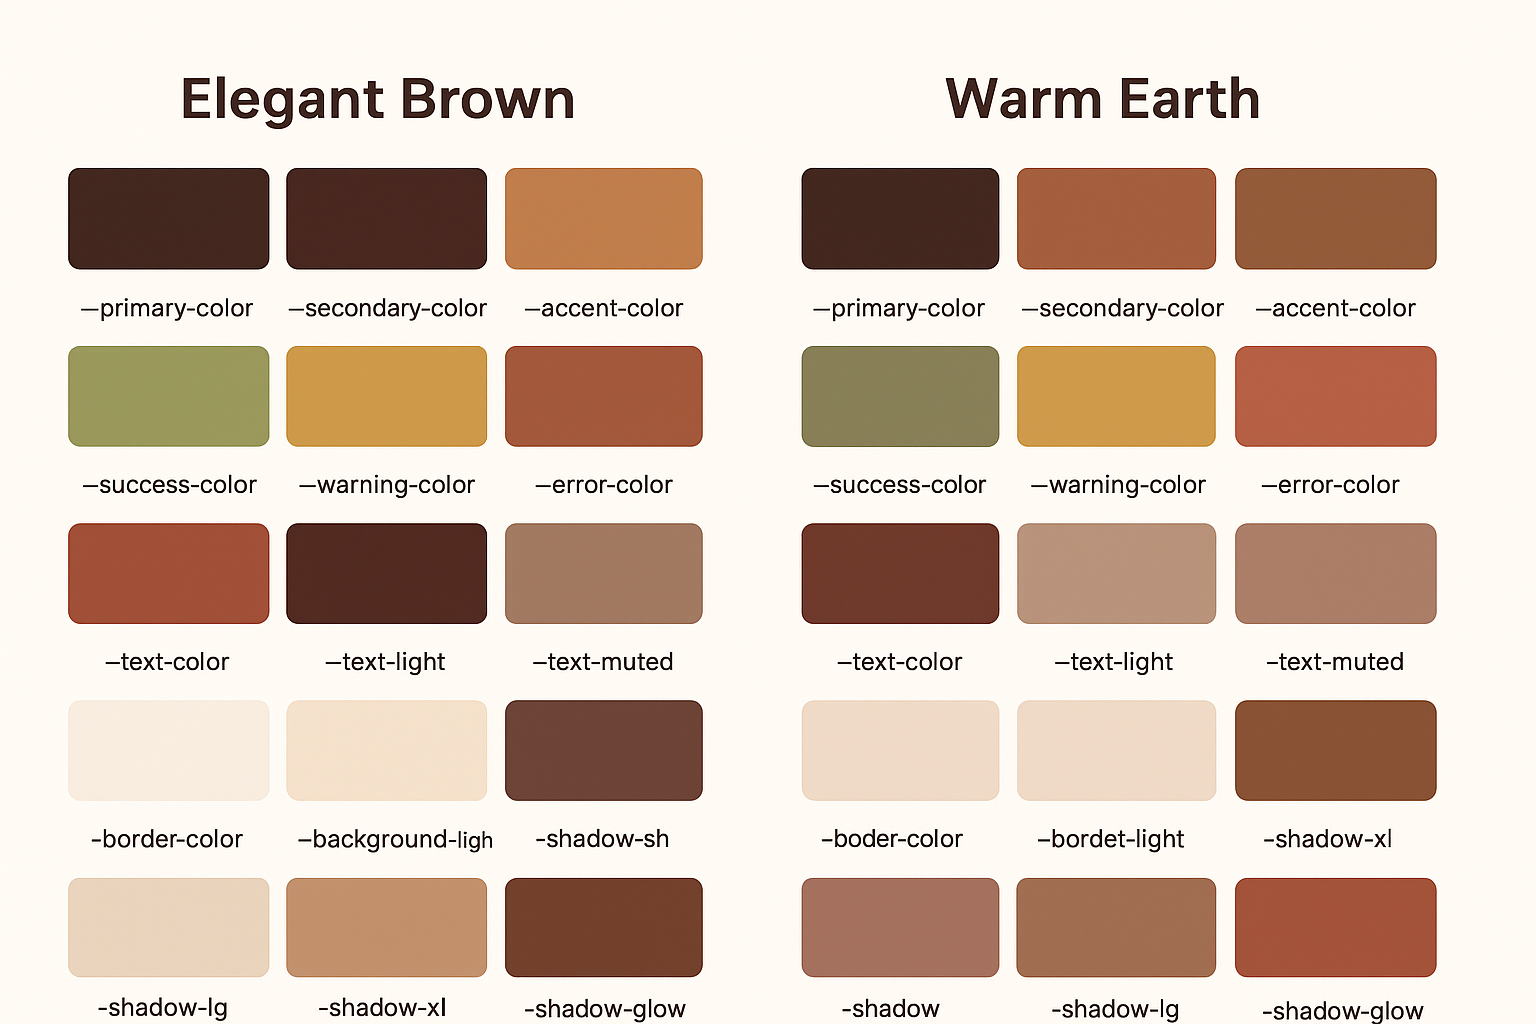 Elegant Brown
—primary-color —secondary-color —accent-color
—success-color —warning-color —error-color
—text-color —text-light —text-muted
-border-color —background-ligh -shadow-sh
-shadow-lg -shadow-xl -shadow-glow
Warm Earth
—primary-color —secondary-color —accent-color
—success-color —warning-color —error-color
—text-color —text-light –text-muted
-boder-color —bordet-light -shadow-xl
-shadow -shadow-lg -shadow-glow